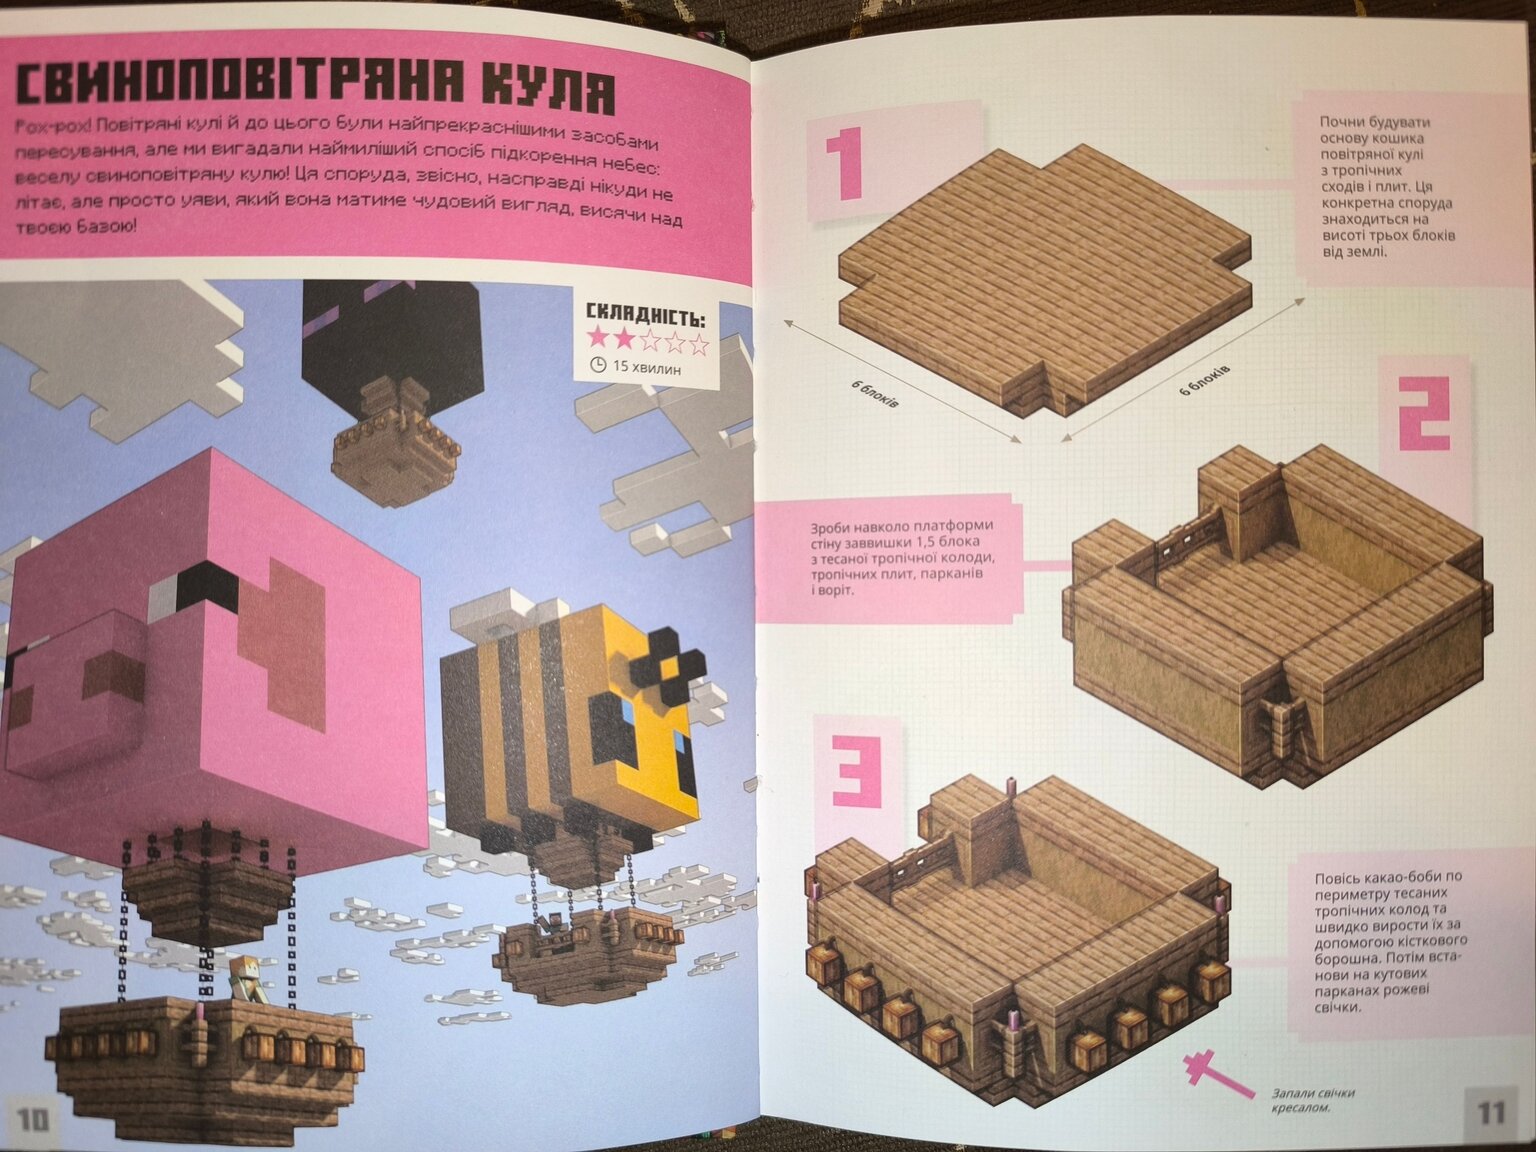 СВИНОПОВІТРЯНА КУЛЯ
Рох-рох! Повітряні кулі й до цього були найпрекраснішими засобами
пересування, але ми вигадали наймиліший спосіб підкорення небес:
веселу свиноповітряну кулю! Ця споруда, звісно, насправді нікуди не
літає, але просто уяви, який вона матиме чудовий вигляд, висячи над
твоєю базою!
СКЛАДНІСТЬ:
15 хвилин
10
1
Почни будувати
основу кошика
повітряної кулі
з тропічних
сходів і плит. Ця
конкретна споруда
знаходиться на
висоті трьох блоків
від землі.
6 блоків
6 блоків
2
Зроби навколо платформи
стіну заввишки 1,5 блока
з тесаної тропічної колоди,
тропічних плит, парканів
і воріт.
3
Повісь какао-боби по
периметру тесаних
тропічних колод та
швидко вирости їх за
допомогою кісткового
борошна. Потім вста-
нови на кутових
парканах рожеві
свічки.
Запали свічки
кресалом.
11